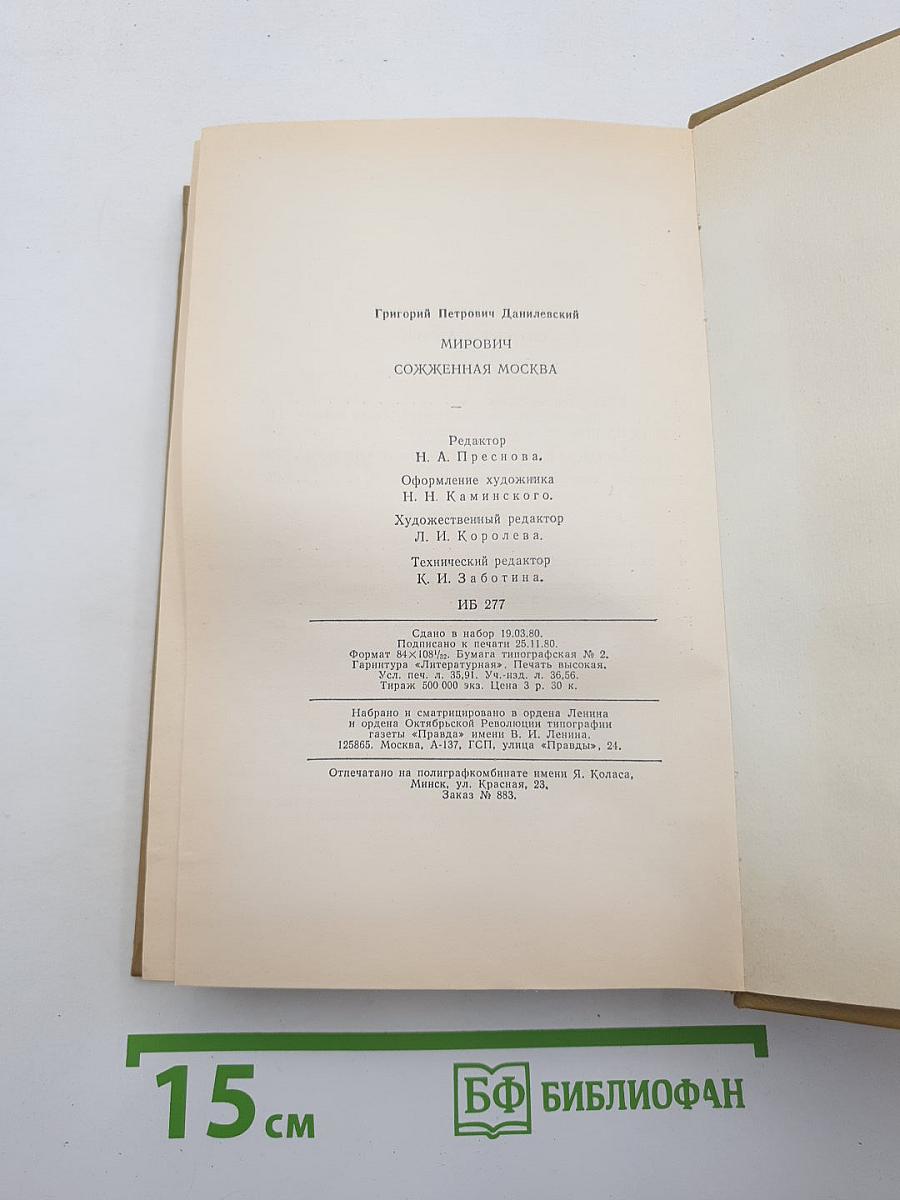 Григорий Петрович Данилевский
МИРОВИЧ
СОЖЖЕННАЯ МОСКВА
—
Редактор
Н. А. Преснова.
Оформление художника
Н. Н. Каминского.
Художественный редактор
Л. И. Королева.
Технический редактор
К. И. Заботина.
ИБ 277
Сдано в набор 19.03.80.
Подписано к печати 25.11.80.
Формат 84×108¹/₃₂. Бумага типографская № 2.
Гарнитура «Литературная». Печать высокая.
Усл. печ. л. 35,91. Уч.-изд. л. 36,56.
Тираж 500 000 экз. Цена 3 р. 30 к.
Набрано и сматрицировано в ордена Ленина
и ордена Октябрьской Революции типографии
газеты «Правда» имени В. И. Ленина.
125865. Москва, А-137, ГСП, улица «Правды», 24.
Отпечатано на полиграфкомбинате имени Я. Коласа,
Минск, ул. Красная, 23.
Заказ № 883.
15 см
БФ БИБЛИОФАН